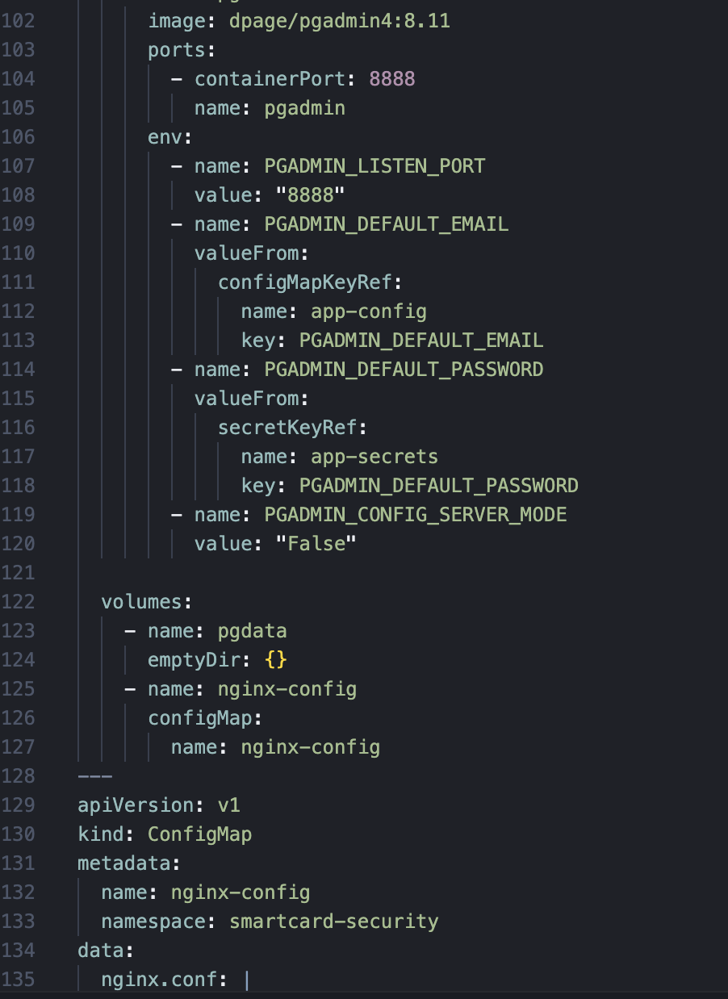 102 image: dpage/pgadmin4:8.11
103 ports:
104 - containerPort: 8888
105 name: pgadmin
106 env:
107 - name: PGADMIN_LISTEN_PORT
108 value: "8888"
109 - name: PGADMIN_DEFAULT_EMAIL
110 valueFrom:
111 configMapKeyRef:
112 name: app-config
113 key: PGADMIN_DEFAULT_EMAIL
114 - name: PGADMIN_DEFAULT_PASSWORD
115 valueFrom:
116 secretKeyRef:
117 name: app-secrets
118 key: PGADMIN_DEFAULT_PASSWORD
119 - name: PGADMIN_CONFIG_SERVER_MODE
120 value: "False"
121
122 volumes:
123 - name: pgdata
124 emptyDir: {}
125 - name: nginx-config
126 configMap:
127 name: nginx-config
128 ---
129 apiVersion: v1
130 kind: ConfigMap
131 metadata:
132 name: nginx-config
133 namespace: smartcard-security
134 data:
135 nginx.conf: |